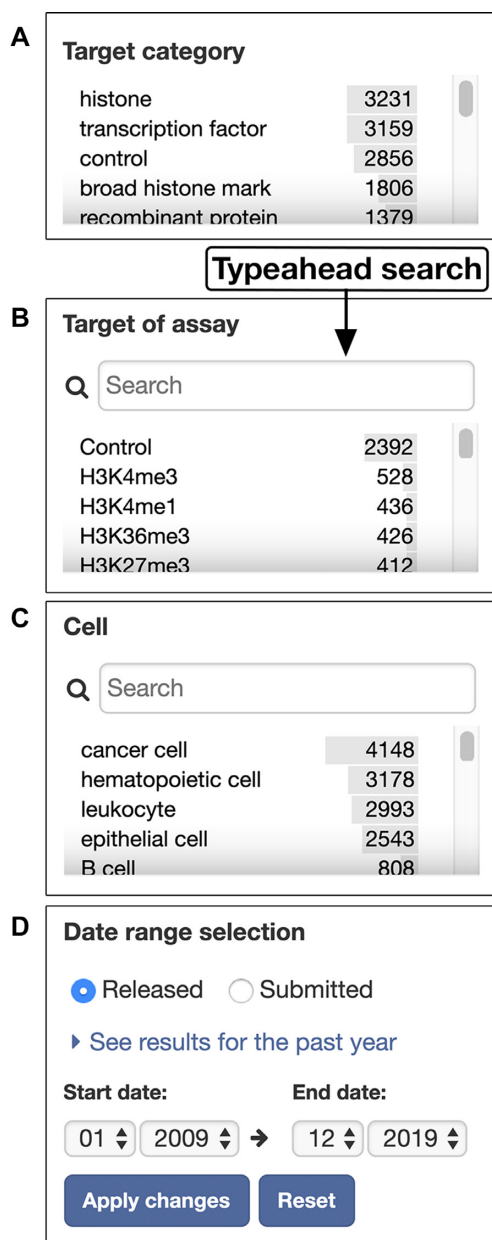 A
Target category
histone 3231
transcription factor 3159
control 2856
broad histone mark 1806
recombinant protein 1379
Typeahead search
B
Target of assay
Search
Control 2392
H3K4me3 528
H3K4me1 436
H3K36me3 426
H3K27me3 412
C
Cell
Search
cancer cell 4148
hematopoietic cell 3178
leukocyte 2993
epithelial cell 2543
B cell 808
D
Date range selection
Released Submitted
See results for the past year
Start date: End date:
01 2009 12 2019
Apply changes Reset